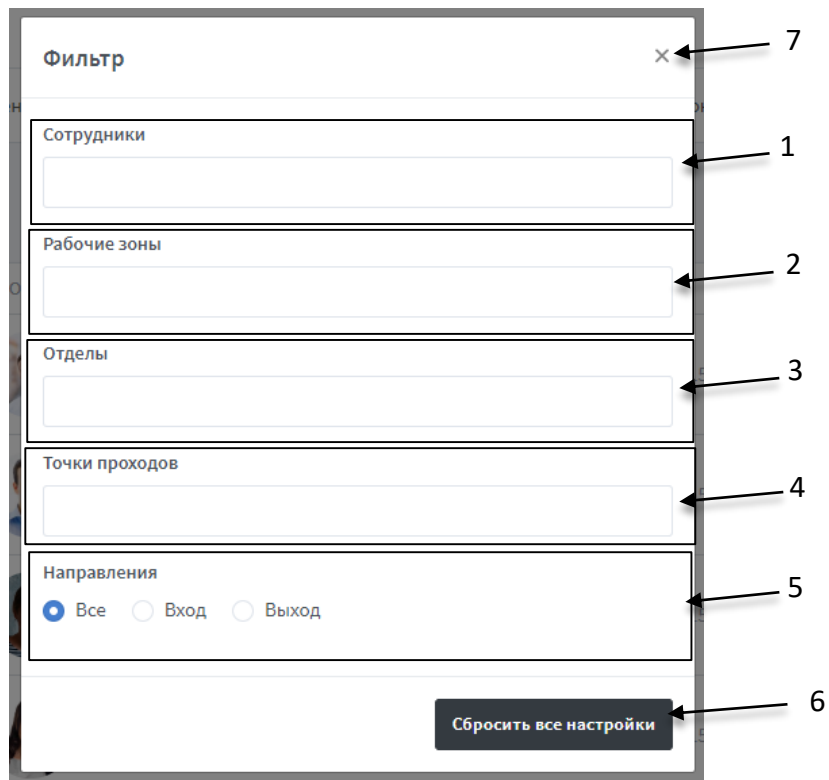 Фильтр
7
Сотрудники
1
Рабочие зоны
2
Отделы
3
Точки проходов
4
Направления
Все Вход Выход
5
6
Сбросить все настройки